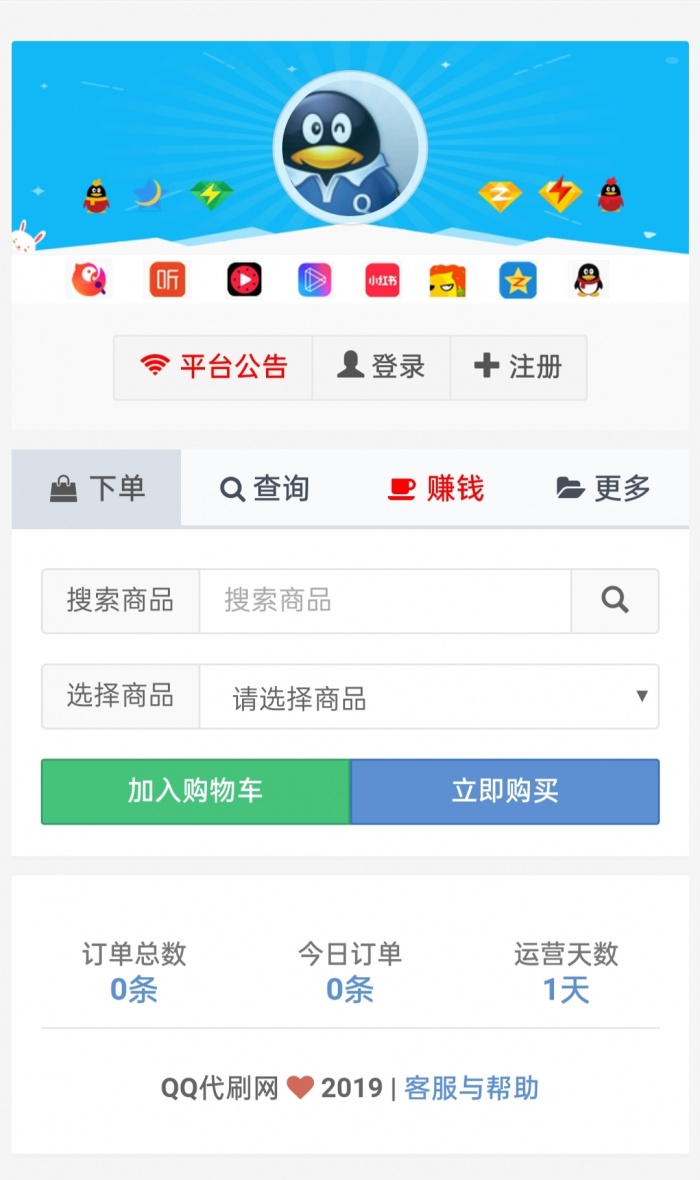 Q
听
小红书
平台公告 登录 注册
下单 查询 赚钱 更多
搜索商品 搜索商品
选择商品 请选择商品
加入购物车 立即购买
订单总数 今日订单 运营天数
0条 0条 1天
QQ代刷网 2019 | 客服与帮助